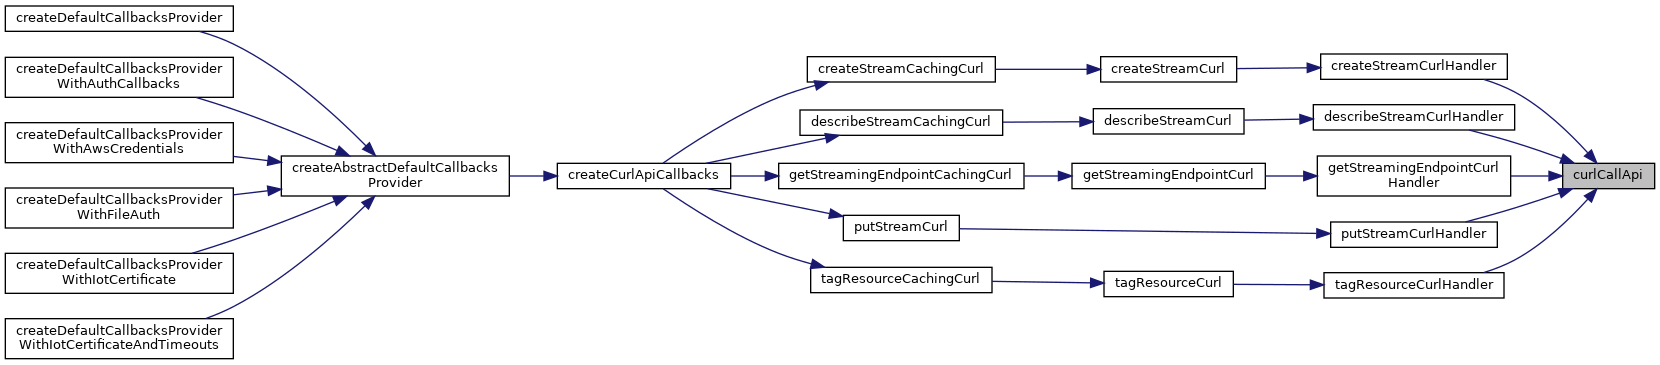 createDefaultCallbacksProvider
createDefaultCallbacksProvider
WithAuthCallbacks
createDefaultCallbacksProvider
WithAwsCredentials
createDefaultCallbacksProvider
WithFileAuth
createDefaultCallbacksProvider
WithIotCertificate
createDefaultCallbacksProvider
WithIotCertificateAndTimeouts
createAbstractDefaultCallbacks
Provider
createCurlApiCallbacks
createStreamCachingCurl
describeStreamCachingCurl
getStreamingEndpointCachingCurl
putStreamCurl
tagResourceCachingCurl
createStreamCurl
describeStreamCurl
getStreamingEndpointCurl
tagResourceCurl
createStreamCurlHandler
describeStreamCurlHandler
getStreamingEndpointCurl
Handler
putStreamCurlHandler
tagResourceCurlHandler
curlCallApi